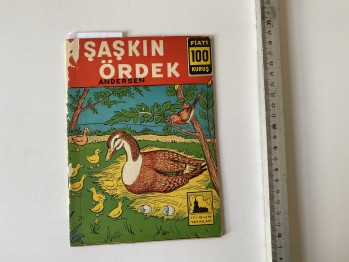 ŞAŞKIN
ÖRDEK
ANDERSEN
FİATI
100
KURUŞ